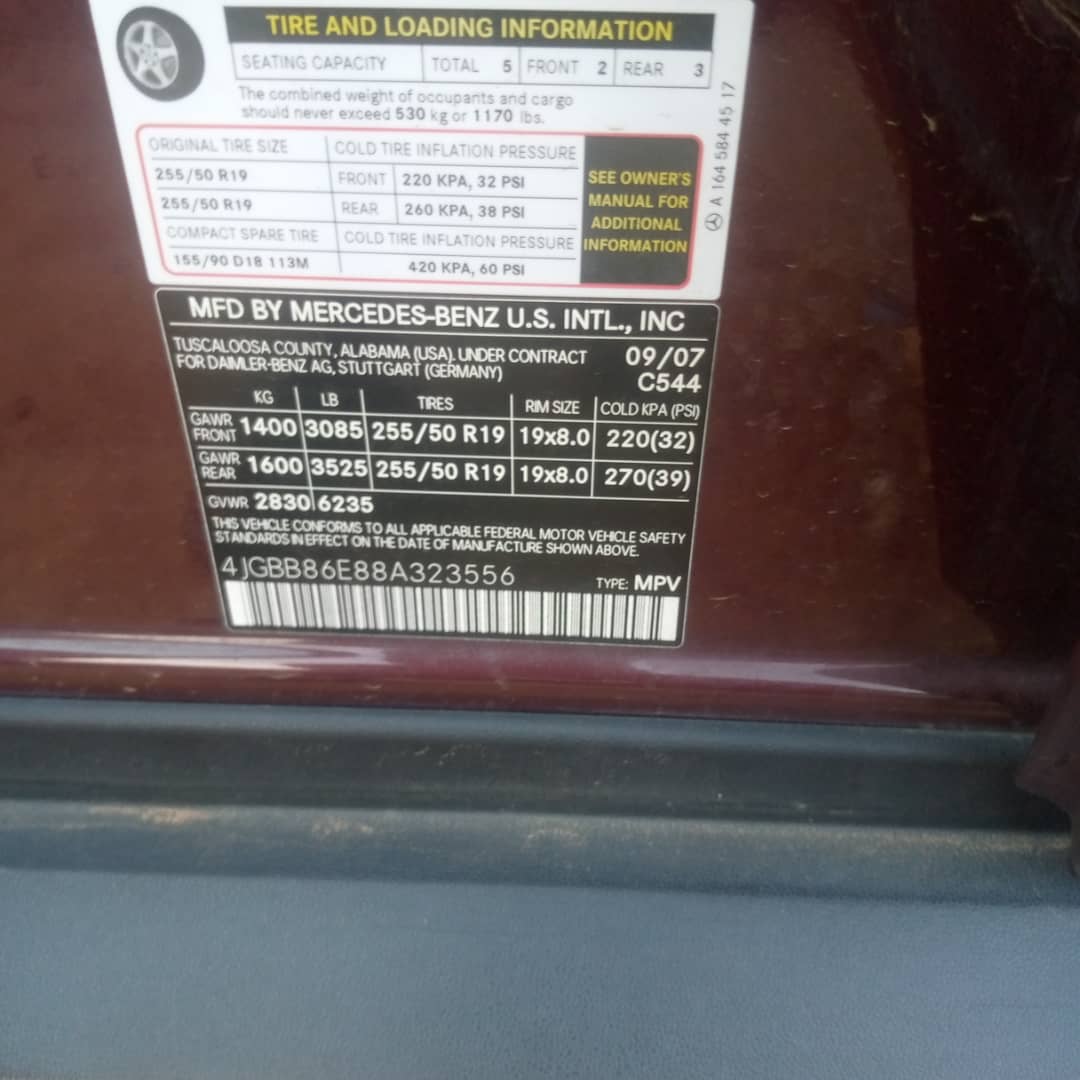 TIRE AND LOADING INFORMATION
SEATING CAPACITY TOTAL 5 FRONT 2 REAR 3
The combined weight of occupants and cargo
should never exceed 530 kg or 1170 lbs.
ORIGINAL TIRE SIZE COLD TIRE INFLATION PRESSURE
255/50 R19 FRONT 220 KPA, 32 PSI
255/50 R19 REAR 260 KPA, 38 PSI
COMPACT SPARE TIRE COLD TIRE INFLATION PRESSURE
155/90 D18 113M 420 KPA, 60 PSI
SEE OWNER'S
MANUAL FOR
ADDITIONAL
INFORMATION
A 164 584 45 17
MFD BY MERCEDES-BENZ U.S. INTL., INC
TUSCALOOSA COUNTY, ALABAMA (USA). UNDER CONTRACT 09/07
FOR DAIMLER-BENZ AG, STUTTGART (GERMANY) C544
KG LB TIRES RIM SIZE COLD KPA (PSI)
GAWR FRONT 1400 3085 255/50 R19 19x8.0 220(32)
GAWR REAR 1600 3525 255/50 R19 19x8.0 270(39)
GVWR 2830 6235
THIS VEHICLE CONFORMS TO ALL APPLICABLE FEDERAL MOTOR VEHICLE SAFETY
STANDARDS IN EFFECT ON THE DATE OF MANUFACTURE SHOWN ABOVE.
4JGBB86E88A323556 TYPE: MPV